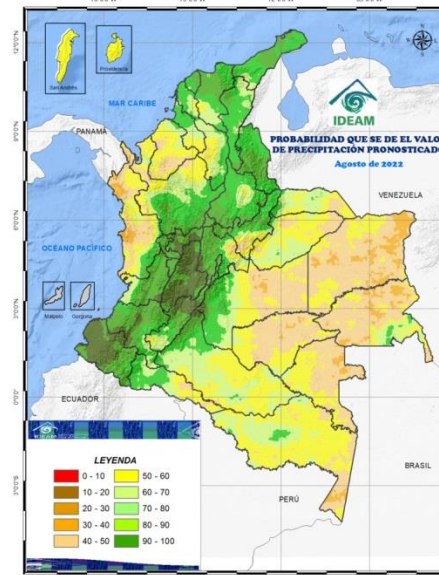 San Andrés
Providencia
MAR CARIBE
PANAMÁ
IDEAM
PROBABILIDAD QUE SE DE EL VALO
DE PRECIPITACIÓN PRONOSTICADO
Agosto de 2022
VENEZUELA
OCÉANO PACÍFICO
Malpelo
Gorgona
ECUADOR
BRASIL
PERÚ
LEYENDA
0 - 10
50 - 60
10 - 20
60 - 70
20 - 30
70 - 80
30 - 40
80 - 90
40 - 50
90 - 100